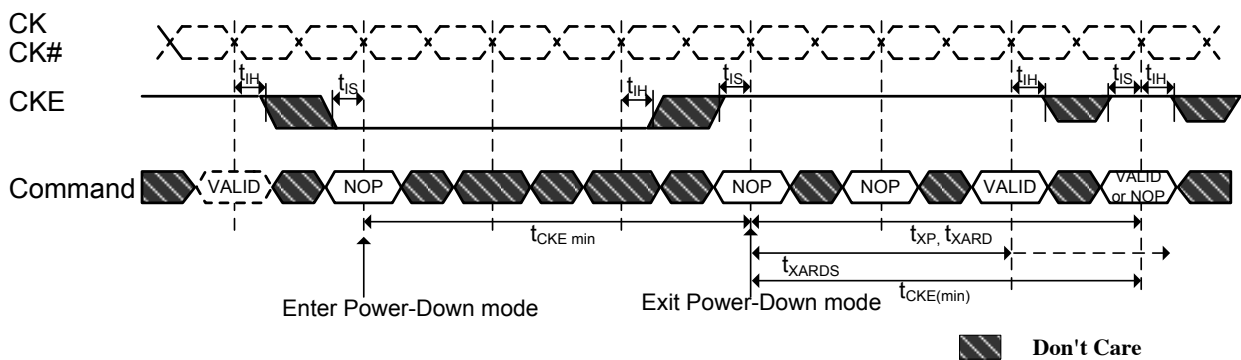 CK
CK#
tIH
tIS
tIH
tIS
tIH
tIS
tIH
CKE
Command
VALID
NOP
NOP
NOP
VALID
VALID
or NOP
tCKE min
tXP, tXARD
tXARDS
tCKE(min)
Enter Power-Down mode
Exit Power-Down mode
Don't Care